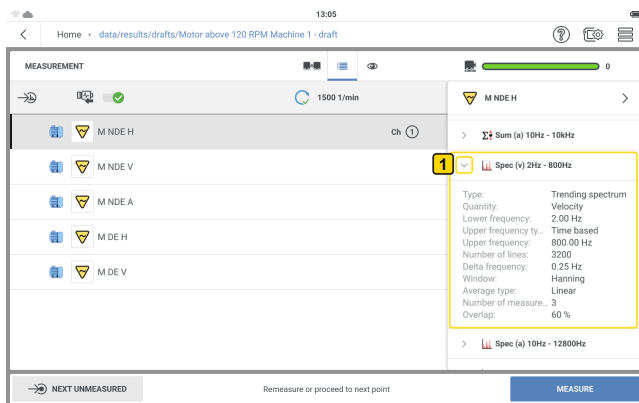 13:05
Home › data/results/drafts/Motor above 120 RPM Machine 1 - draft
MEASUREMENT
0
1500 1/min
M NDE H
M NDE H
Ch 1
M NDE V
M NDE A
M DE H
M DE V
Sum (a) 10Hz - 10kHz
1
Spec (v) 2Hz - 800Hz
Type: Trending spectrum
Quantity: Velocity
Lower frequency: 2.00 Hz
Upper frequency ty... Time based
Upper frequency: 800.00 Hz
Number of lines: 3200
Delta frequency: 0.25 Hz
Window: Hanning
Average type: Linear
Number of measure... 3
Overlap: 60 %
Spec (a) 10Hz - 12800Hz
NEXT UNMEASURED
Remeasure or proceed to next point
MEASURE